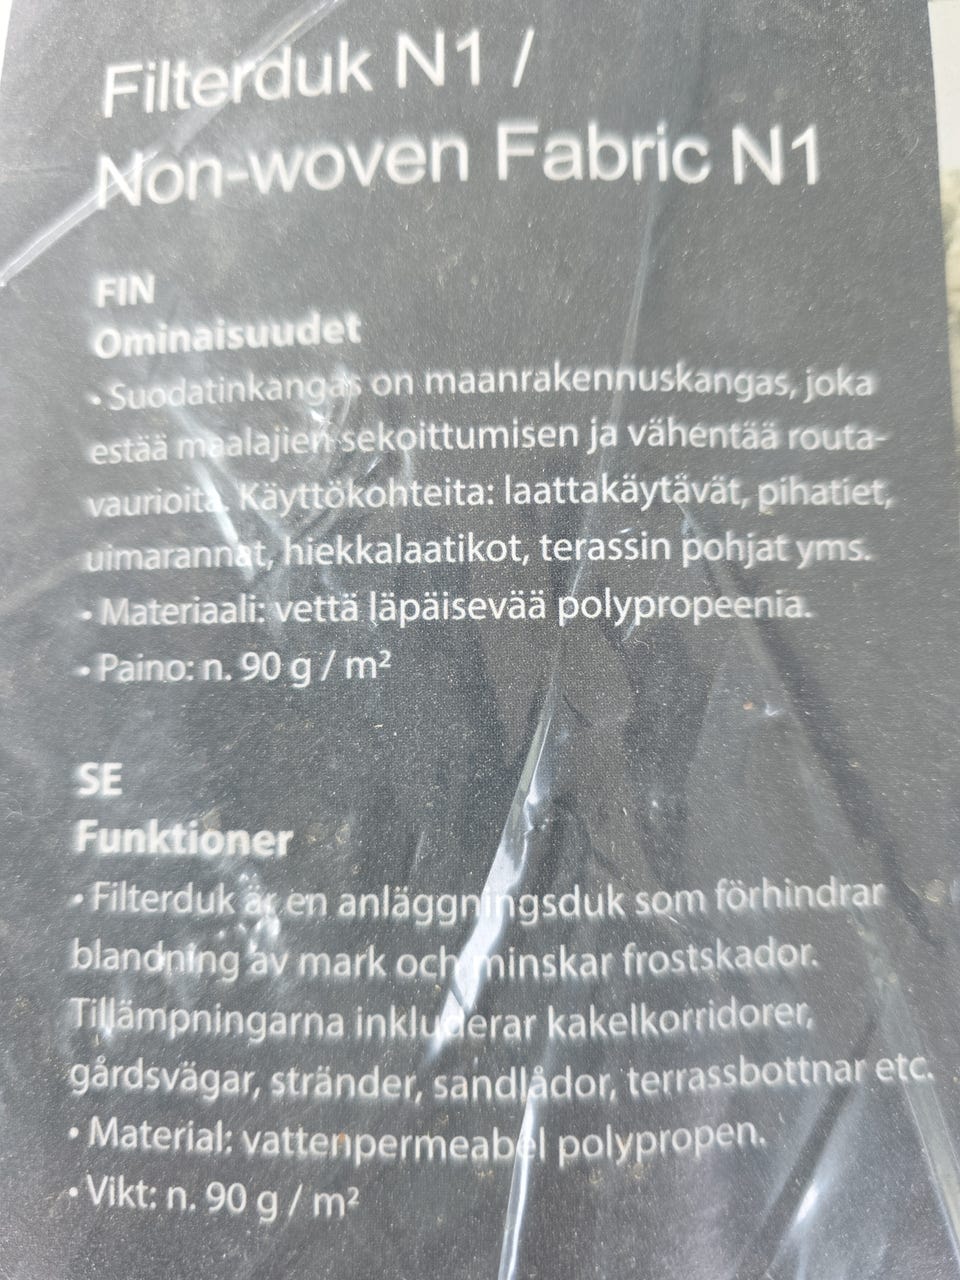 Filterduk N1 /
Non-woven Fabric N1
FIN
Ominaisuudet
• Suodatinkangas on maanrakennuskangas, joka
estää maalajien sekoittumisen ja vähentää routa-
vaurioita. Käyttökohteita: laattakäytävät, pihatiet,
uimarannat, hiekkalaatikot, terassin pohjat yms.
• Materiaali: vettä läpäisevää polypropeenia.
• Paino: n. 90 g / m²
SE
Funktioner
• Filterduk är en anläggningsduk som förhindrar
blandning av mark och minskar frostskador.
Tillämpningarna inkluderar kakelkorridorer,
gårdsvägar, stränder, sandlådor, terrassbottnar etc.
• Material: vattenpermeabel polypropen.
• Vikt: n. 90 g / m²